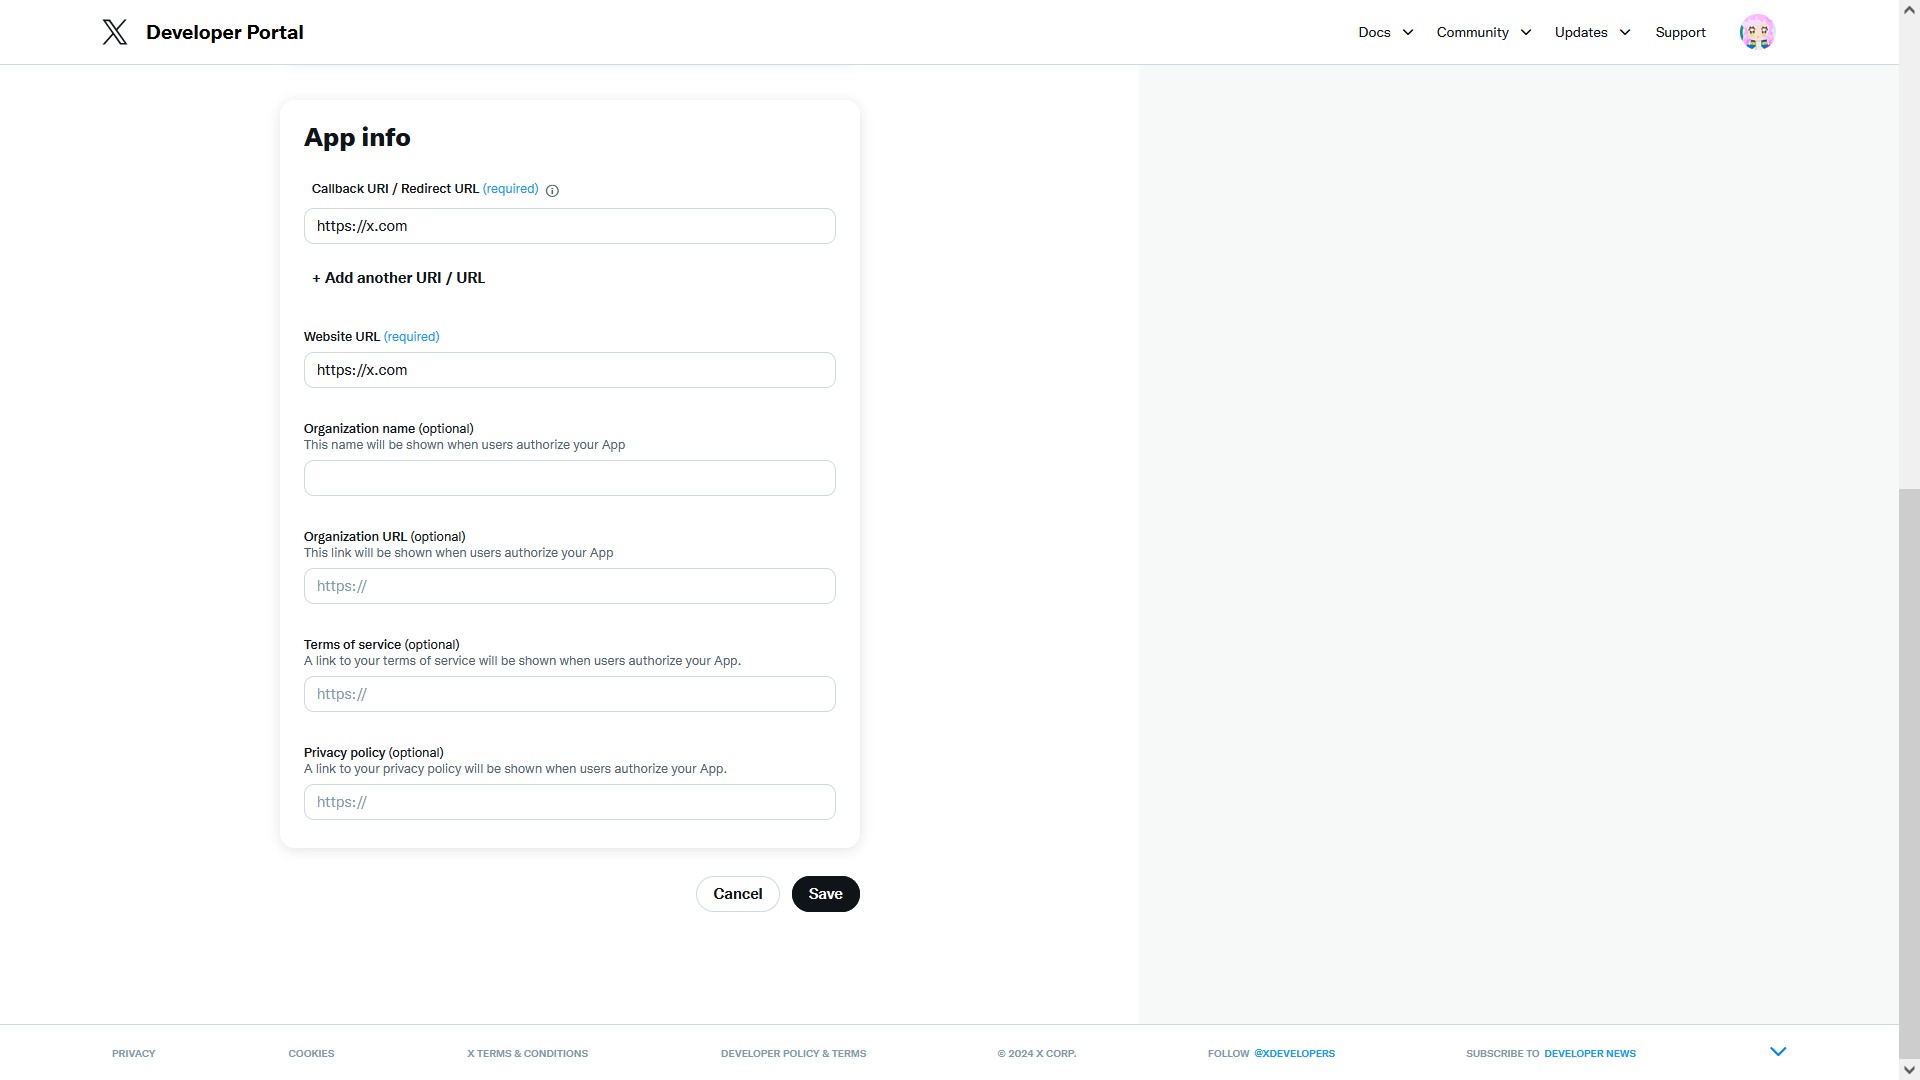 Developer Portal
Docs
Community
Updates
Support
App info
Callback URI / Redirect URL (required)
https://x.com
+ Add another URI / URL
Website URL (required)
https://x.com
Organization name (optional)
This name will be shown when users authorize your App
Organization URL (optional)
This link will be shown when users authorize your App
https://
Terms of service (optional)
A link to your terms of service will be shown when users authorize your App.
https://
Privacy policy (optional)
A link to your privacy policy will be shown when users authorize your App.
https://
Cancel
Save
PRIVACY
COOKIES
X TERMS & CONDITIONS
DEVELOPER POLICY & TERMS
© 2024 X CORP.
FOLLOW @XDEVELOPERS
SUBSCRIBE TO DEVELOPER NEWS